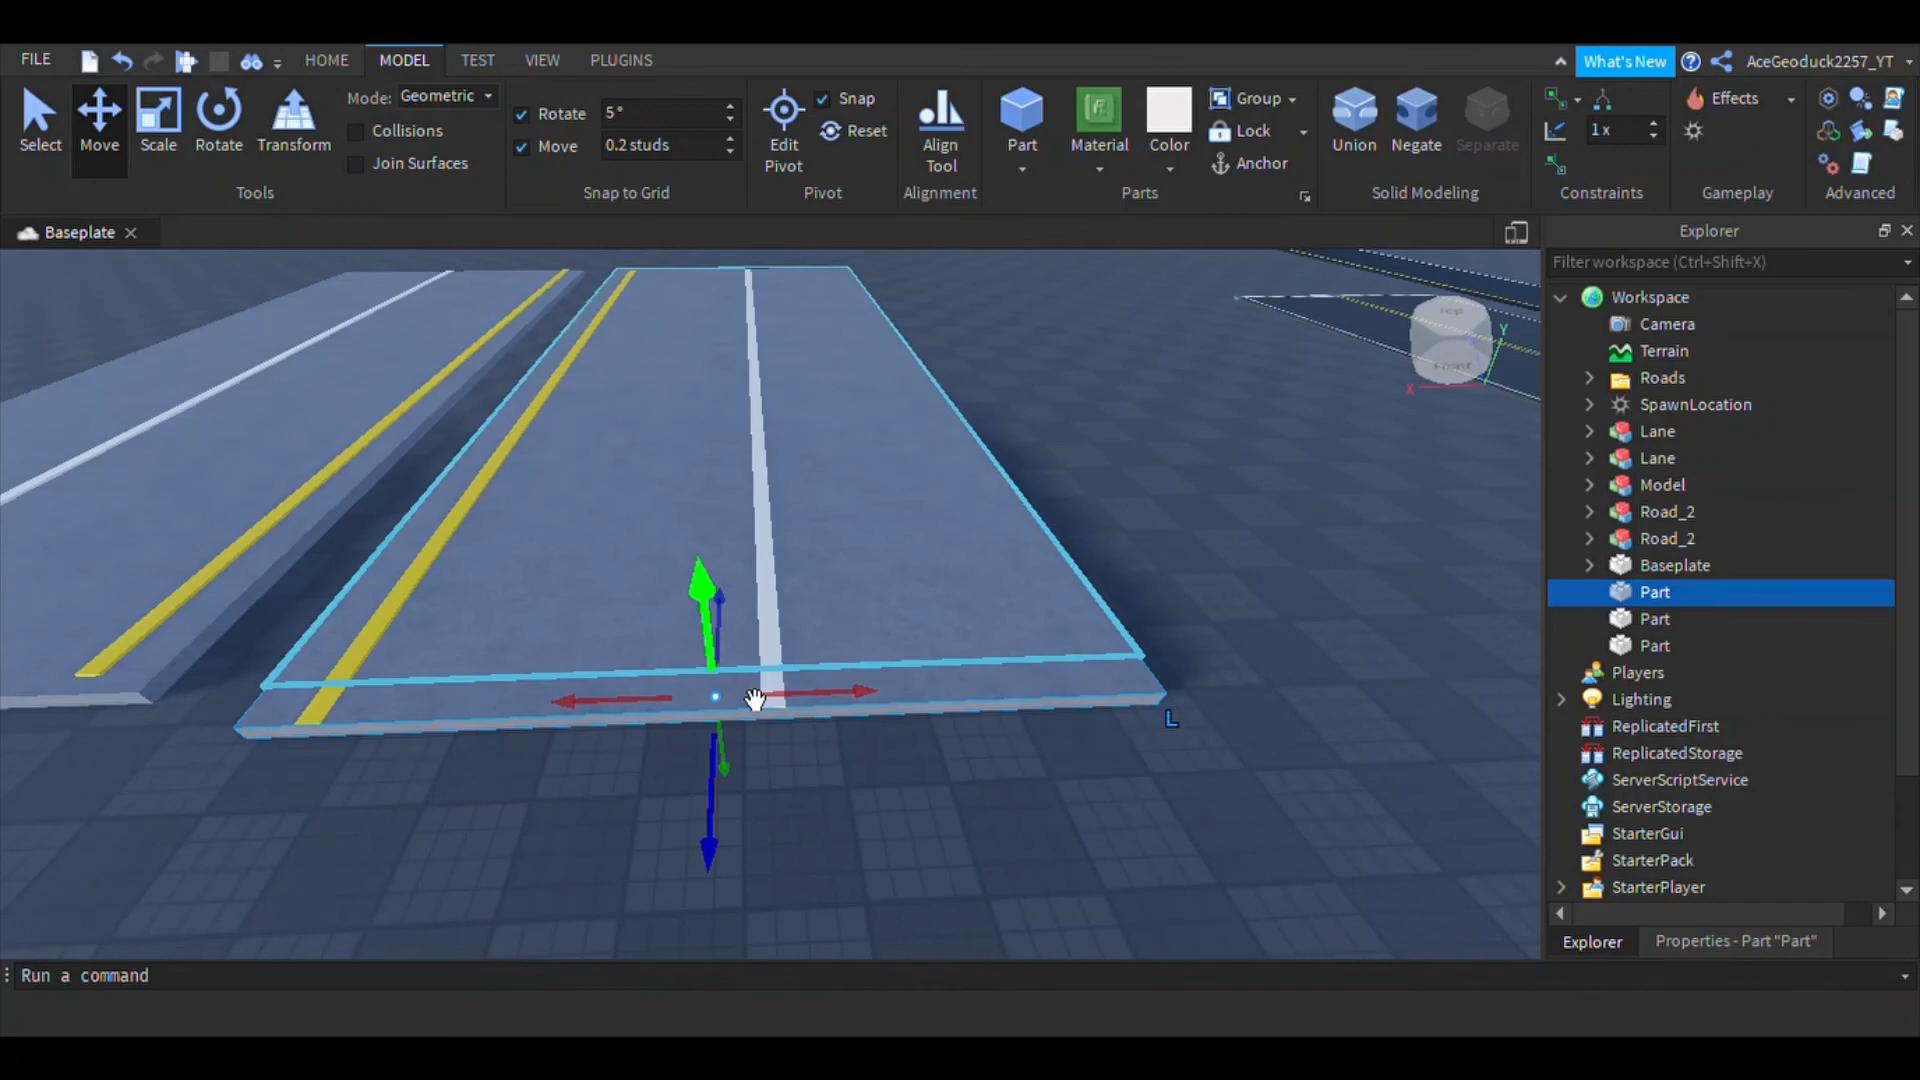 FILE HOME MODEL TEST VIEW PLUGINS What's New AceGeoduck2257_YT
Select Move Scale Rotate Transform
Mode: Geometric
Collisions
Join Surfaces
Tools
Rotate 5°
Move 0.2 studs
Snap to Grid
Edit Pivot
Snap
Reset
Pivot
Align Tool
Alignment
Part Material Color
Group
Lock
Anchor
Parts
Union Negate Separate
Solid Modeling
1x
Constraints
Effects
Gameplay
Advanced
Baseplate
Explorer
Filter workspace (Ctrl+Shift+X)
Workspace
Camera
Terrain
Roads
SpawnLocation
Lane
Lane
Model
Road_2
Road_2
Baseplate
Part
Part
Part
Players
Lighting
ReplicatedFirst
ReplicatedStorage
ServerScriptService
ServerStorage
StarterGui
StarterPack
StarterPlayer
Top
Front
Y
X
L
Explorer Properties - Part "Part"
Run a command